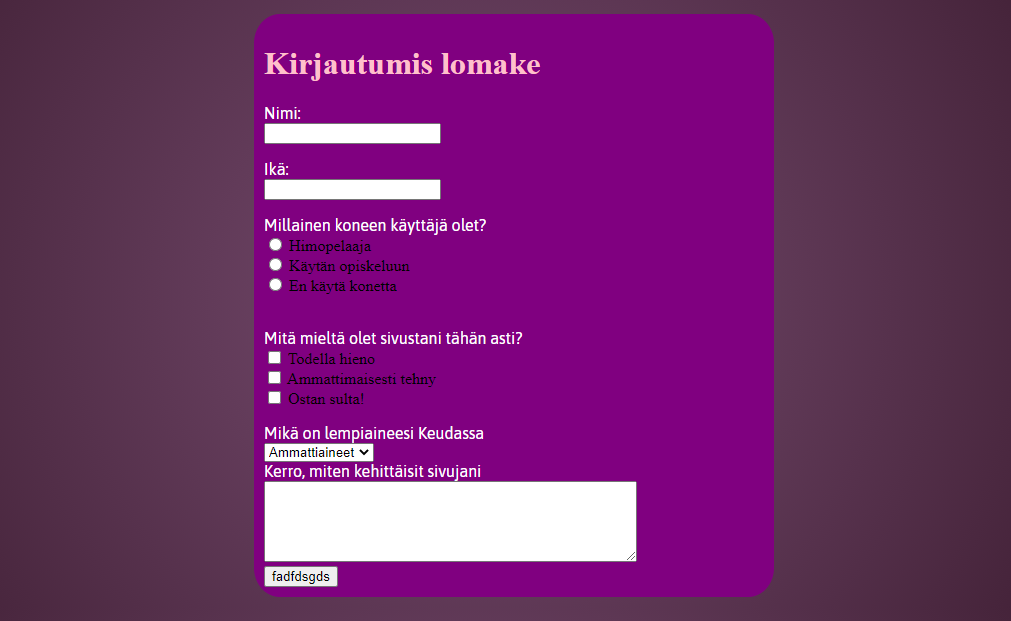 Kirjautumis lomake
Nimi:
Ikä:
Millainen koneen käyttäjä olet?
Himopelaaja
Käytän opiskeluun
En käytä konetta
Mitä mieltä olet sivustani tähän asti?
Todella hieno
Ammattimaisesti tehny
Ostan sulta!
Mikä on lempiaineesi Keudassa
Ammattiaineet
Kerro, miten kehittäisit sivujani
fadfdsgds